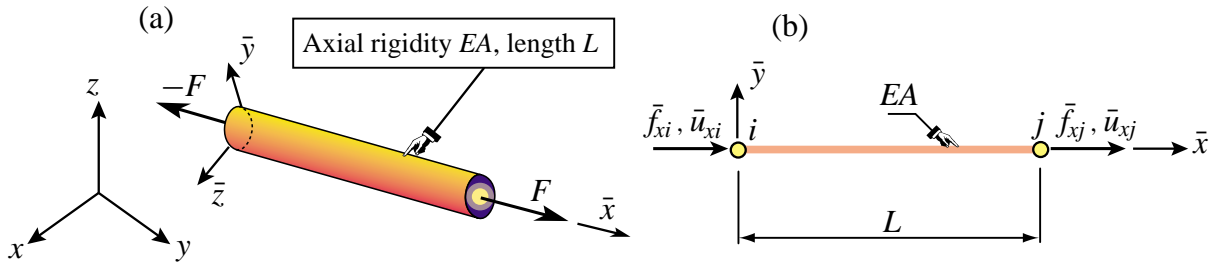 (a)
Axial rigidity EA, length L
ȳ
−F
z
z̄
x
y
F
x̄
(b)
ȳ
EA
f̄xi , ūxi
i
j
f̄xj , ūxj
x̄
L